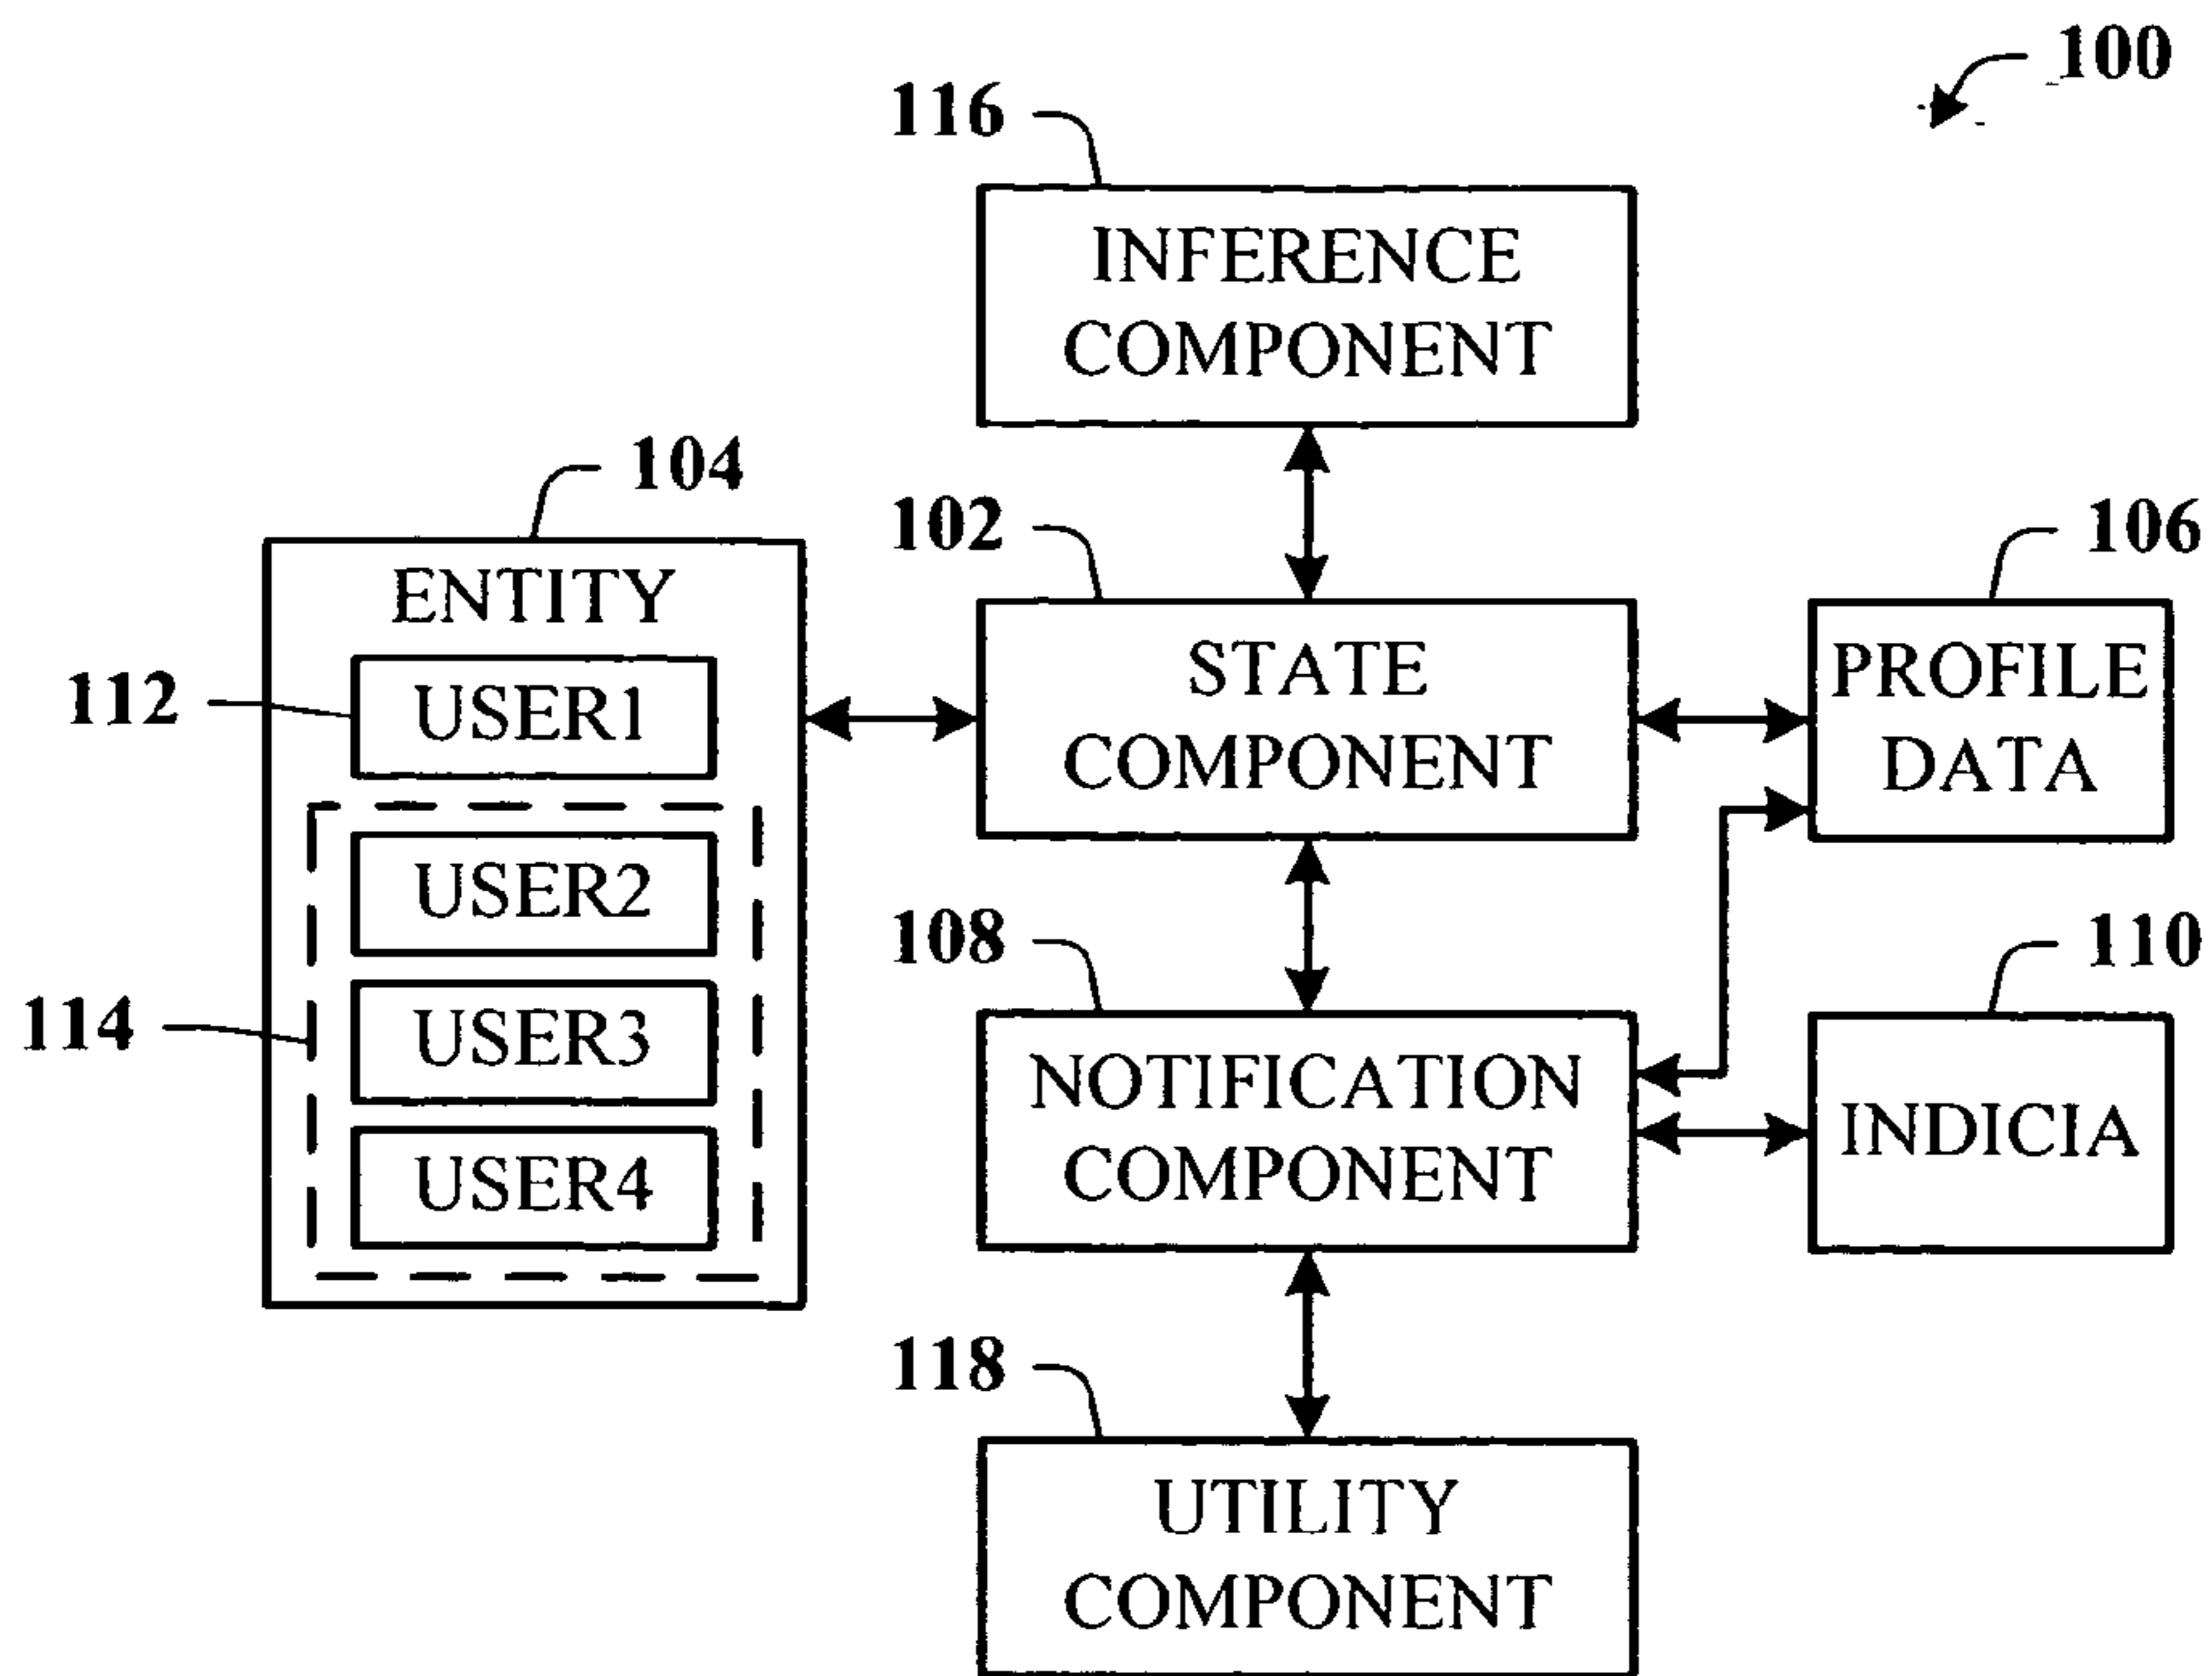 100
116
INFERENCE
COMPONENT
104
102
106
ENTITY
STATE
COMPONENT
PROFILE
DATA
112
USER1
USER2
108
110
114
USER3
NOTIFICATION
COMPONENT
INDICIA
USER4
118
UTILITY
COMPONENT